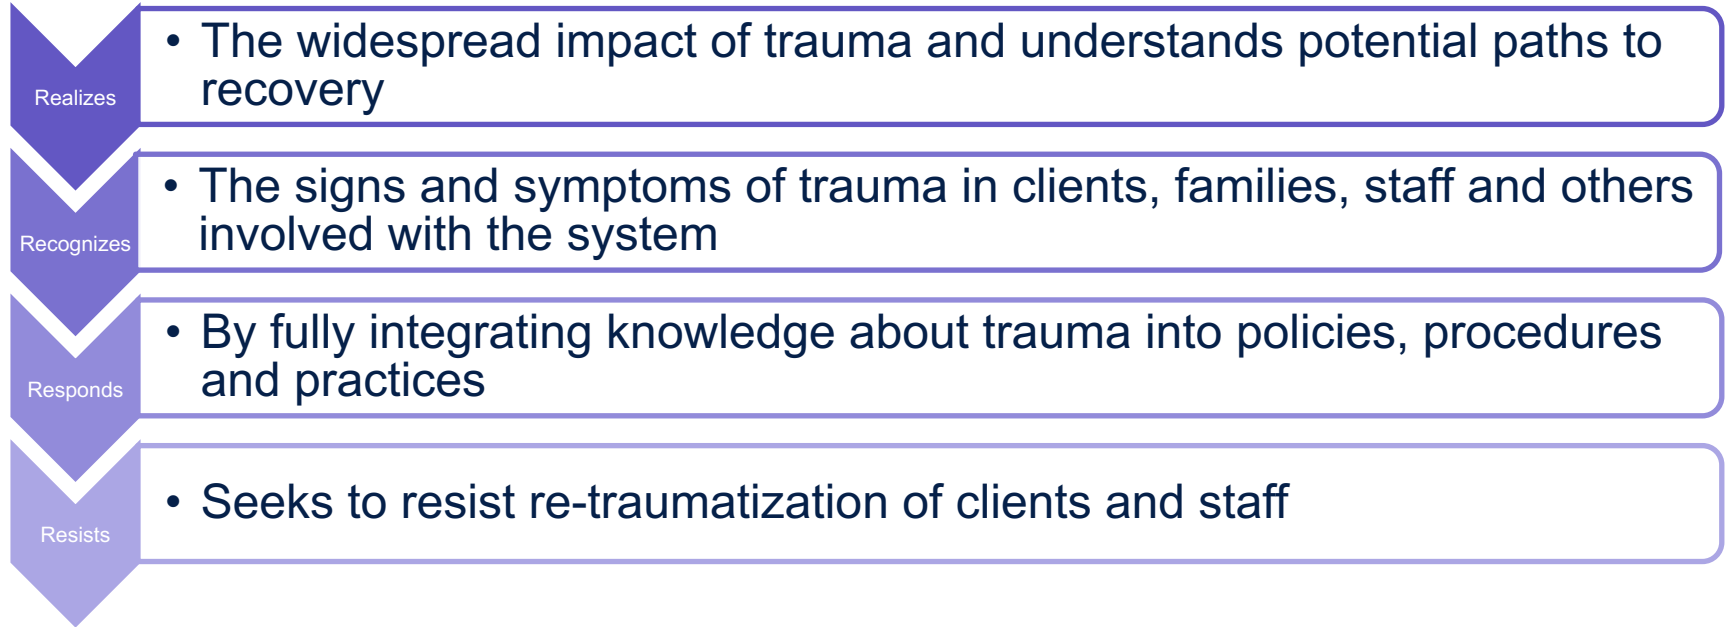 Realizes
• The widespread impact of trauma and understands potential paths to
recovery
Recognizes
• The signs and symptoms of trauma in clients, families, staff and others
involved with the system
Responds
• By fully integrating knowledge about trauma into policies, procedures
and practices
Resists
• Seeks to resist re-traumatization of clients and staff